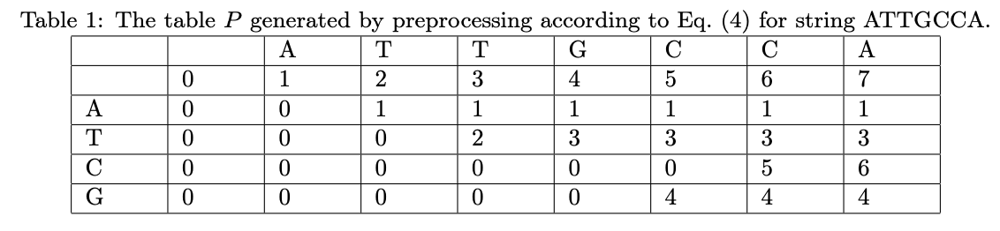 Table 1: The table P generated by preprocessing according to Eq. (4) for string ATTGCCA.
A T T G C C A
0 1 2 3 4 5 6 7
A 0 0 1 1 1 1 1 1
T 0 0 0 2 3 3 3 3
C 0 0 0 0 0 0 5 6
G 0 0 0 0 0 4 4 4